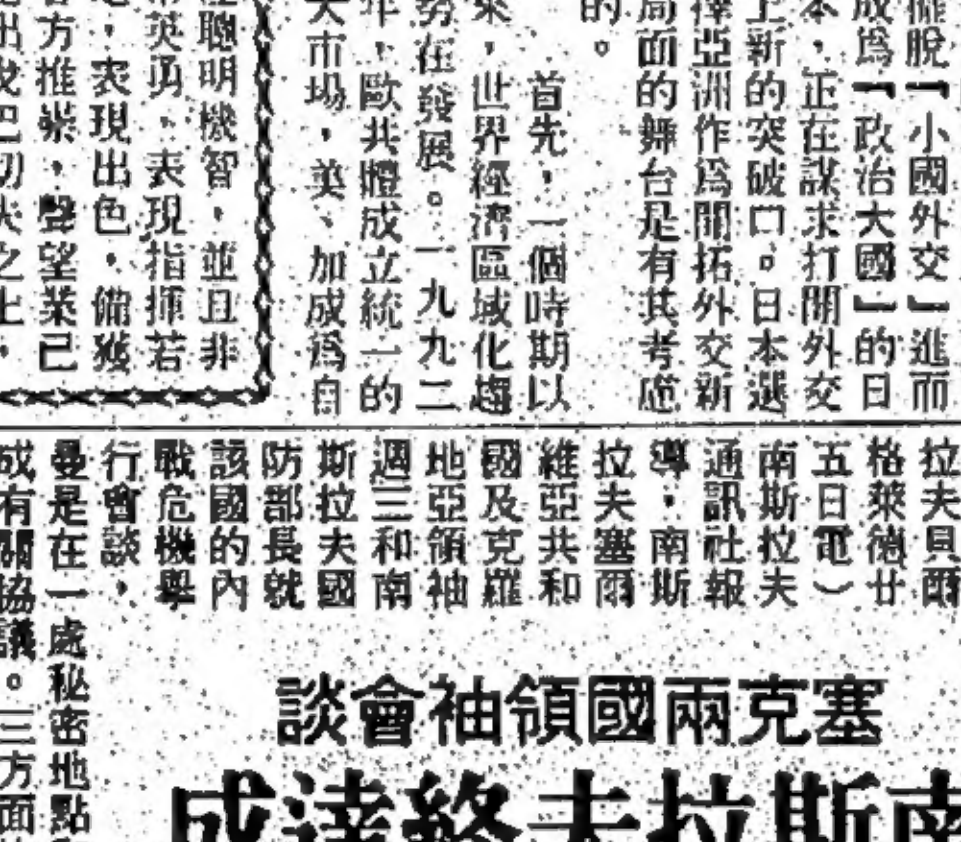 擺脫「小國外交」進而
成爲「政治大國」的日
本，正在謀求打開外交
上新的突破口。日本選
擇亞洲作爲開拓外交新
局面的舞台是有其考慮
的。
首先，一個時期以
來，世界經濟區域化趨
勢在發展。一九九二
年，歐共體成立統一的
大市場，美、加成爲自
聰明機智，並且非
英勇，表現指揮若
，表現出色，備獲
方推崇，聲望業已
之上，
塞克兩國領袖會談
南斯拉夫終達成
拉夫貝爾
格萊德廿
五日電）
南斯拉夫
通訊社報
導，南斯
拉夫塞爾
維亞共和
國及克羅
地亞領袖
週三和南
斯拉夫國
防部長就
該國的內
戰危機舉
行會談，
曼是在一處秘密地點
成有關協議。三方面